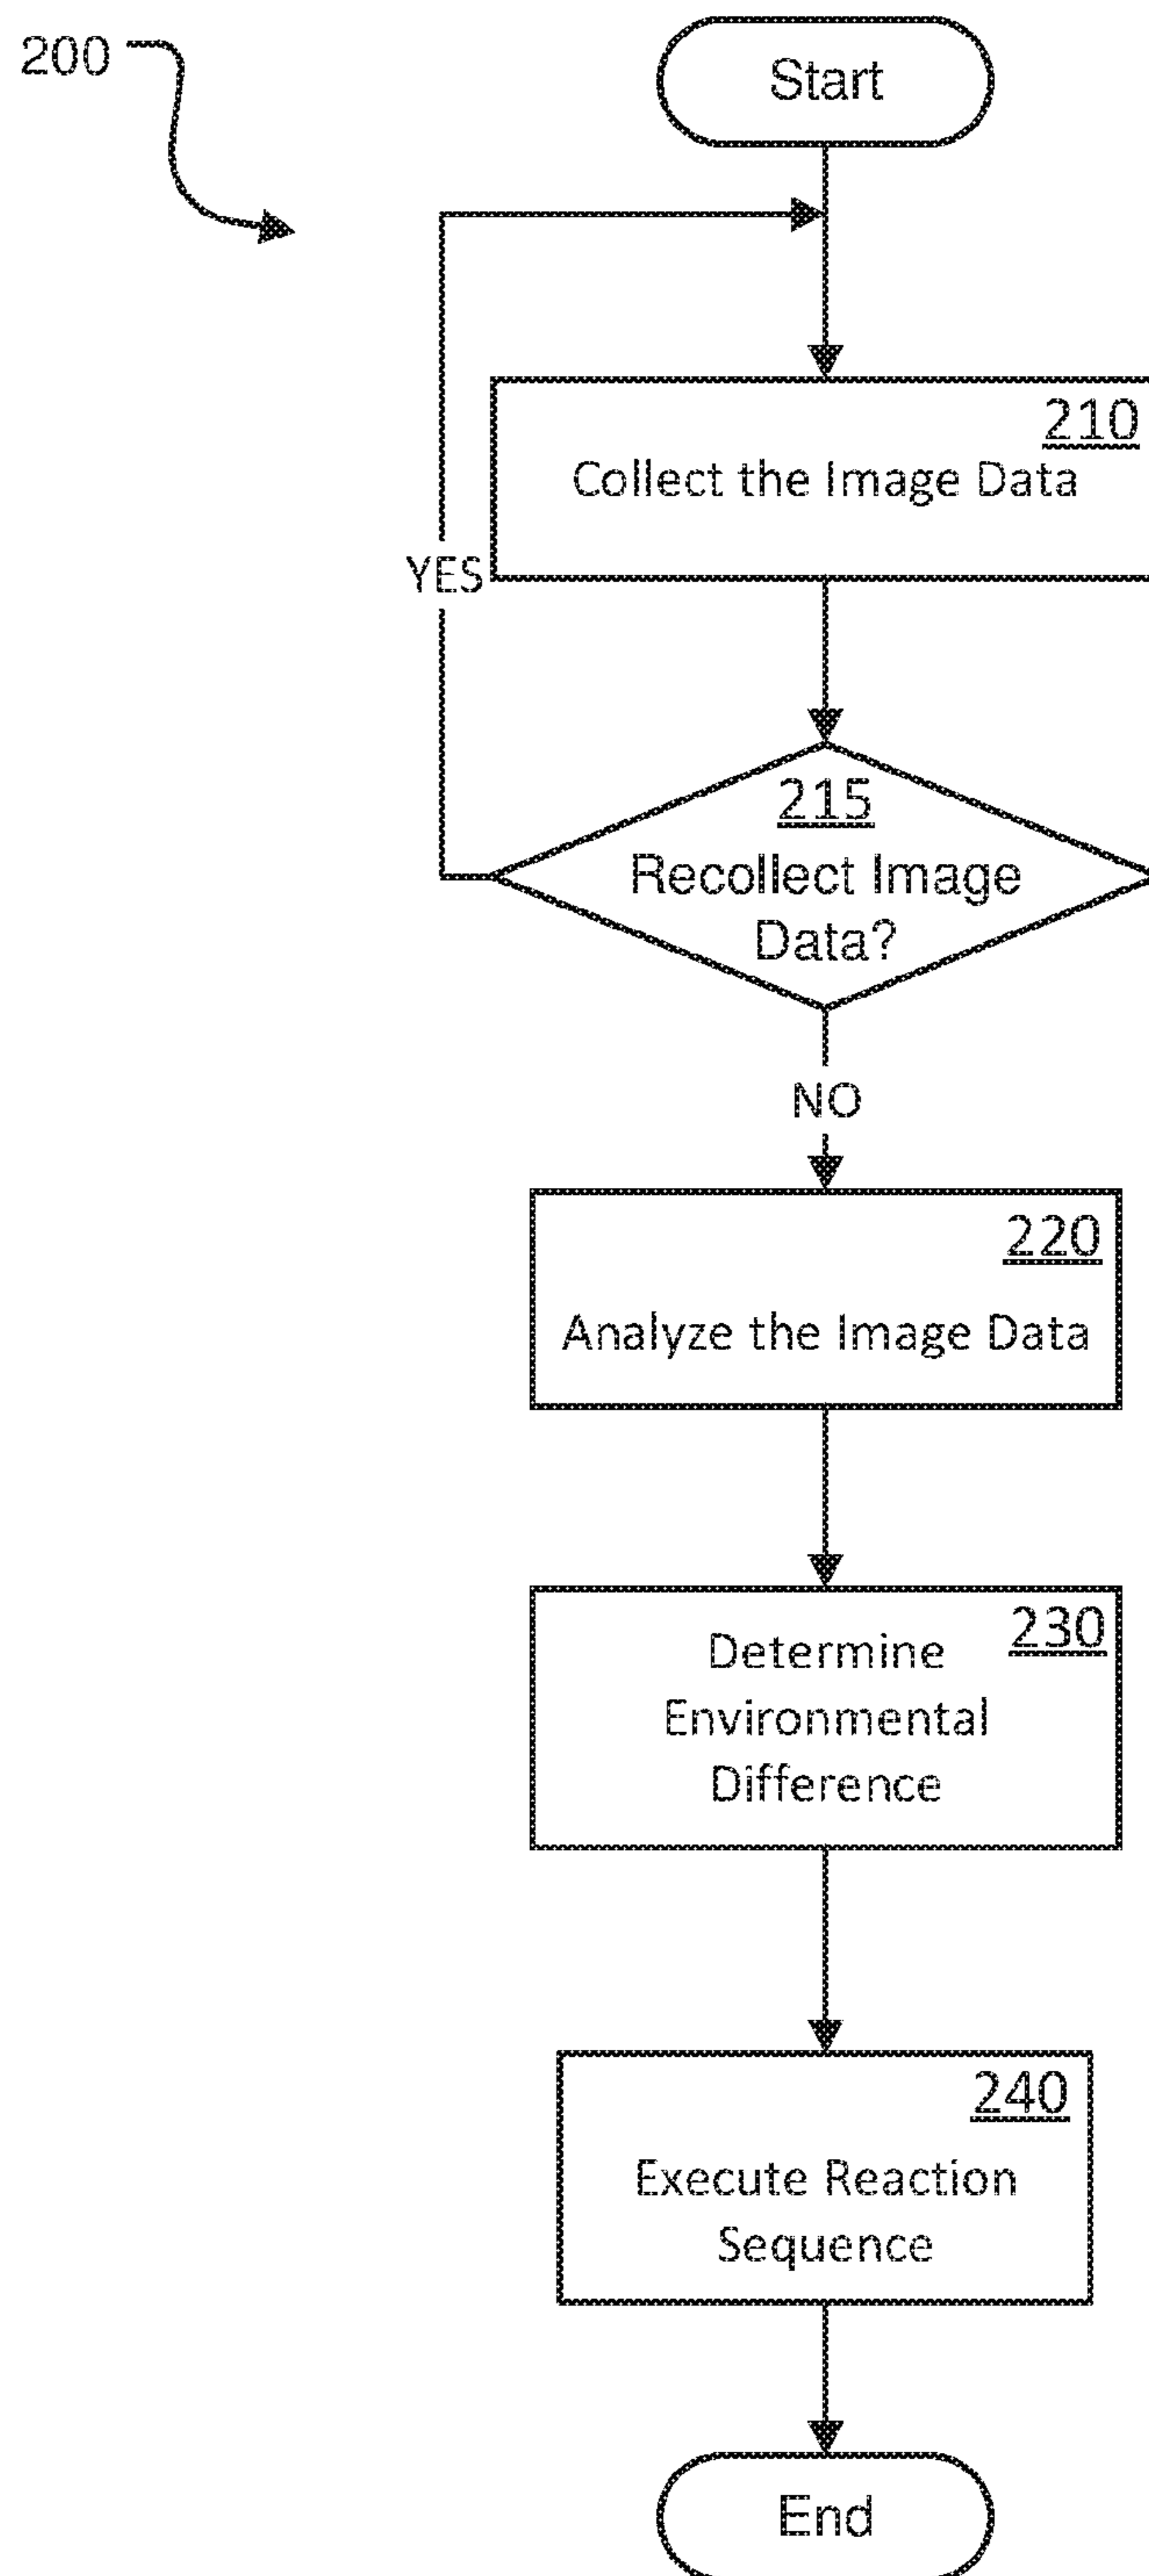 200
Start
210
Collect the Image Data
YES
215
Recollect Image
Data?
NO
220
Analyze the Image Data
230
Determine
Environmental
Difference
240
Execute Reaction
Sequence
End